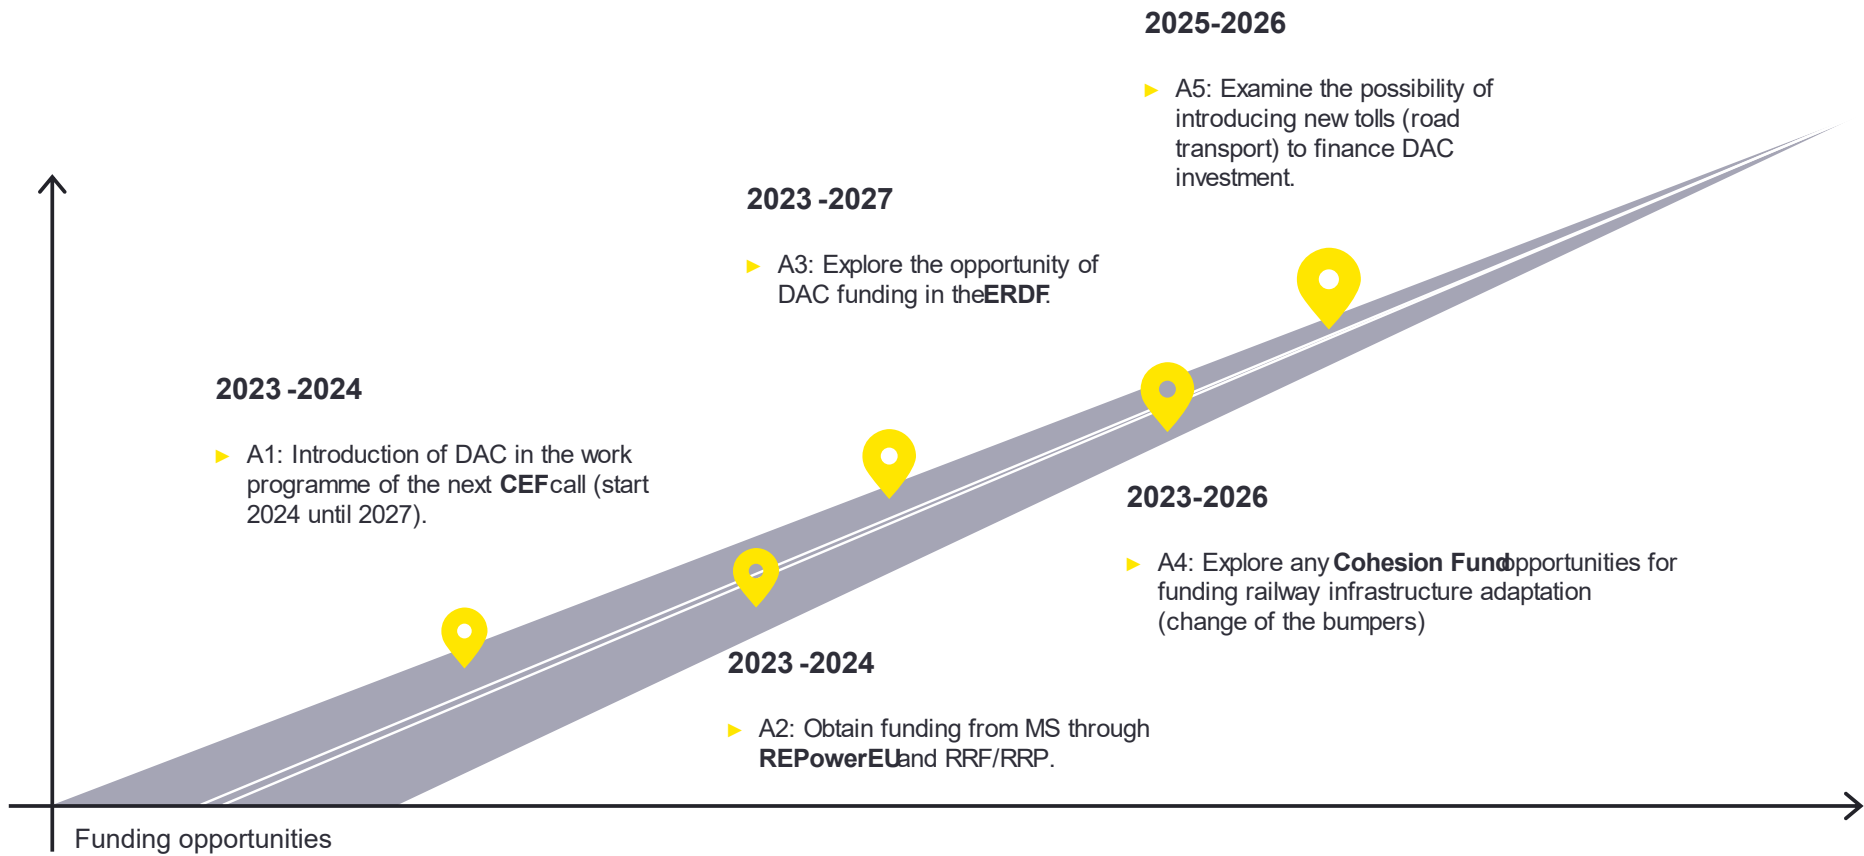 2025-2026
► A5: Examine the possibility of
introducing new tolls (road
transport) to finance DAC
investment.
2023 -2027
► A3: Explore the opportunity of
DAC funding in the ERDF.
2023 -2024
► A1: Introduction of DAC in the work
programme of the next CEF call (start
2024 until 2027).
2023-2026
► A4: Explore any Cohesion Fund opportunities for
funding railway infrastructure adaptation
(change of the bumpers)
2023 -2024
► A2: Obtain funding from MS through
REPowerEU and RRF/RRP.
Funding opportunities